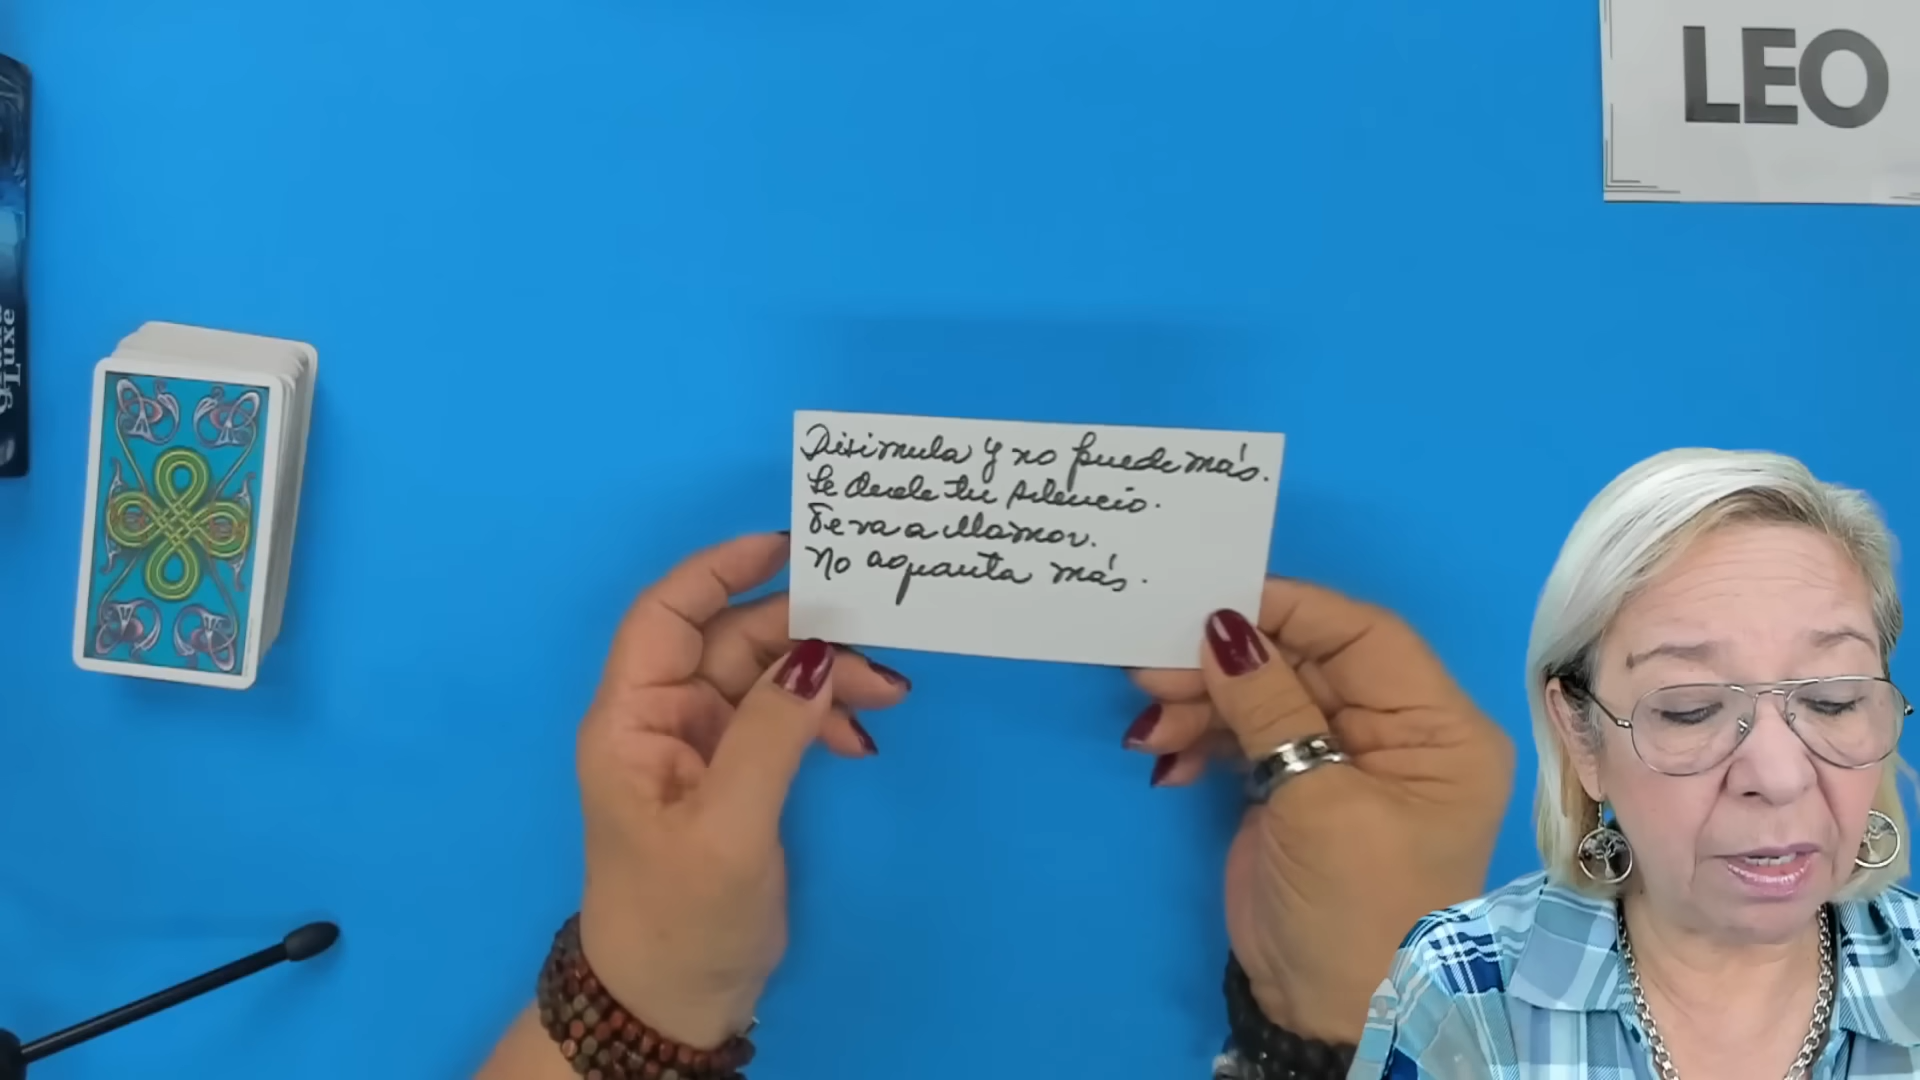 LEO
Disimula y no puede más.
Le duele tu silencio.
Te va a llamar.
No aguanta más.
Luxe